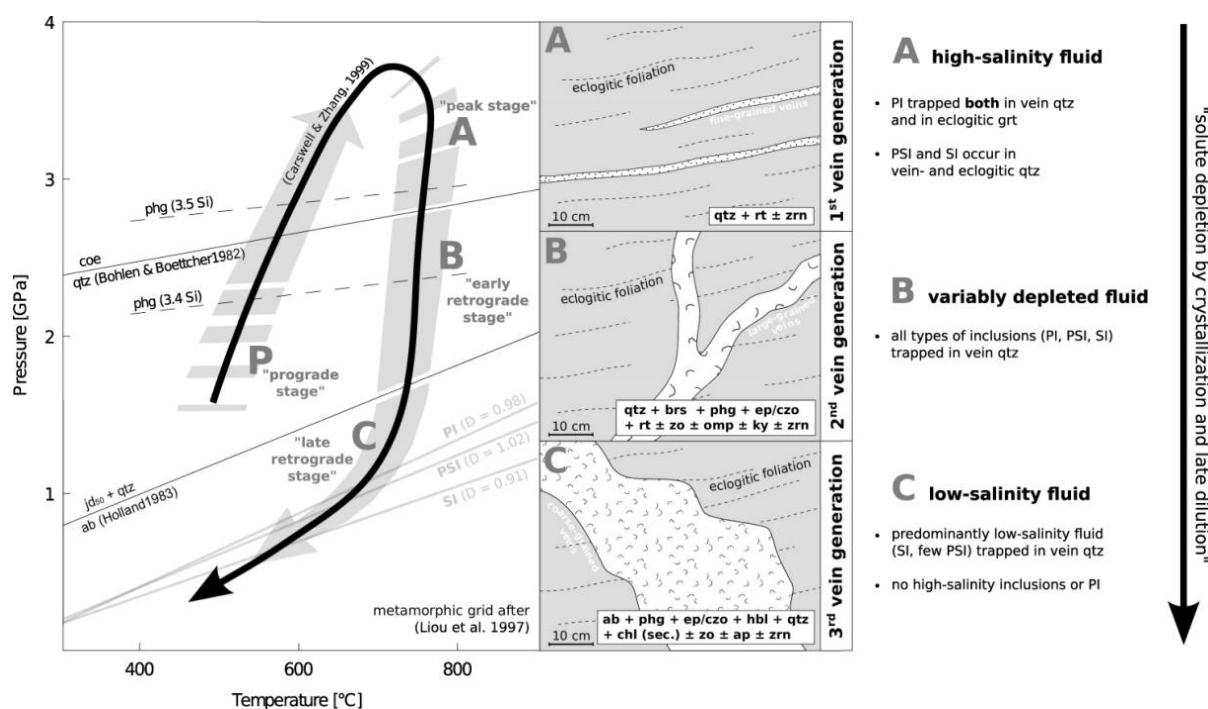 4
3
2
1
Pressure [GPa]
400
600
800
Temperature [°C]
(Carswell & Zhang, 1999)
"peak stage"
A
phg (3.5 Si)
coe
qtz (Bohlen & Boettcher1982)
phg (3.4 Si)
B
"early
retrograde
stage"
P
"prograde
stage"
C
"late
retrograde
stage"
PI (D = 0.98)
PSI (D = 1.02)
SI (D = 0.91)
jd50 + qtz
ab (Holland1983)
metamorphic grid after
(Liou et al. 1997)
A
eclogitic foliation
fine-grained veins
10 cm
qtz + rt ± zrn
1st vein generation
B
eclogitic foliation
large-grained
veins
10 cm
qtz + brs + phg + ep/czo
+ rt ± zo ± omp ± ky ± zrn
2nd vein generation
C
eclogitic foliation
coarse-grained
veins
10 cm
ab + phg + ep/czo + hbl + qtz
+ chl (sec.) ± zo ± ap ± zrn
3rd vein generation
A high-salinity fluid
• PI trapped both in vein qtz
and in eclogitic grt
• PSI and SI occur in
vein- and eclogitic qtz
B variably depleted fluid
• all types of inclusions (PI, PSI, SI)
trapped in vein qtz
C low-salinity fluid
• predominantly low-salinity fluid
(SI, few PSI) trapped in vein qtz
• no high-salinity inclusions or PI
"solute depletion by crystallization and late dilution"